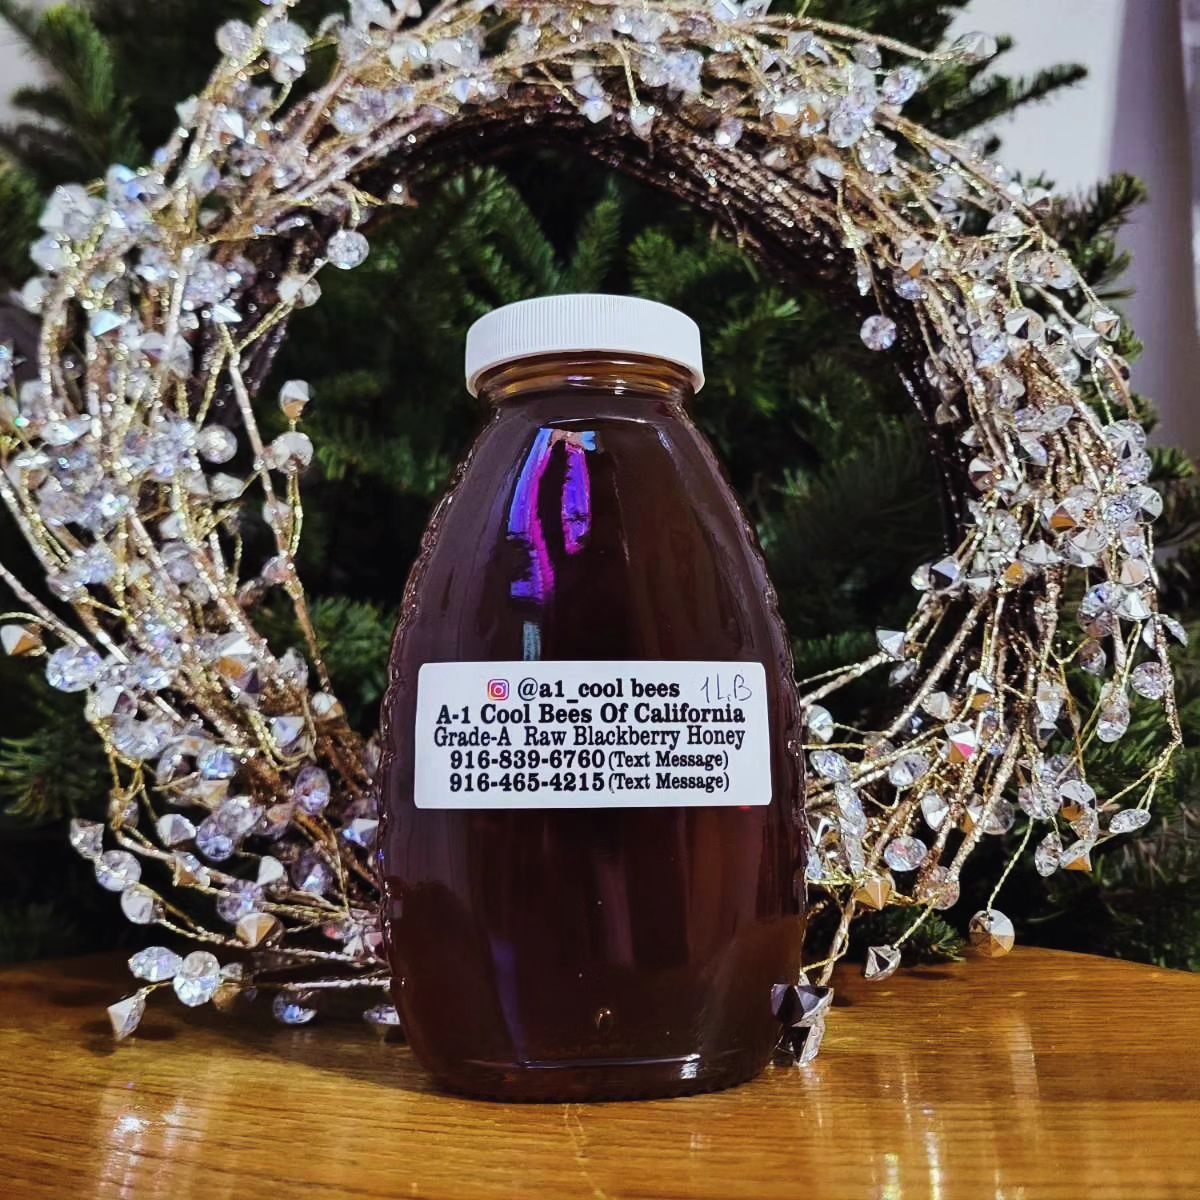 @a1_cool bees 1L,B
A-1 Cool Bees Of California
Grade-A Raw Blackberry Honey
916-839-6760(Text Message)
916-465-4215(Text Message)